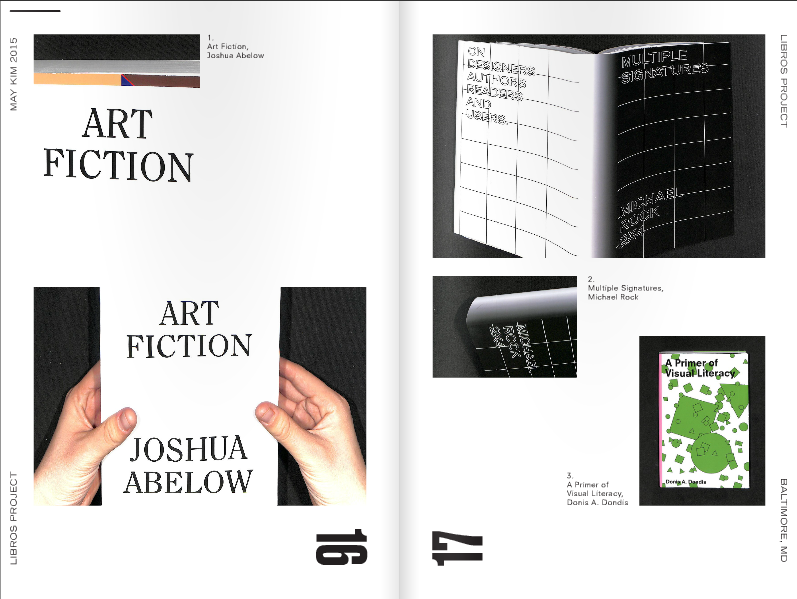 MAY KIM 2015
LIBROS PROJECT
1.
Art Fiction,
Joshua Abelow
ART
FICTION
ART
FICTION
JOSHUA
ABELOW
16
ON
DESIGNERS
AUTHORS
READERS
AND
USERS.
MULTIPLE
SIGNATURES
MICHAEL
ROCK
2.
Multiple Signatures,
Michael Rock
MICHAEL
ROCK
A Primer of
Visual Literacy
Donis A. Dondis
3.
A Primer of
Visual Literacy,
Donis A. Dondis
17
LIBROS PROJECT
BALTIMORE, MD